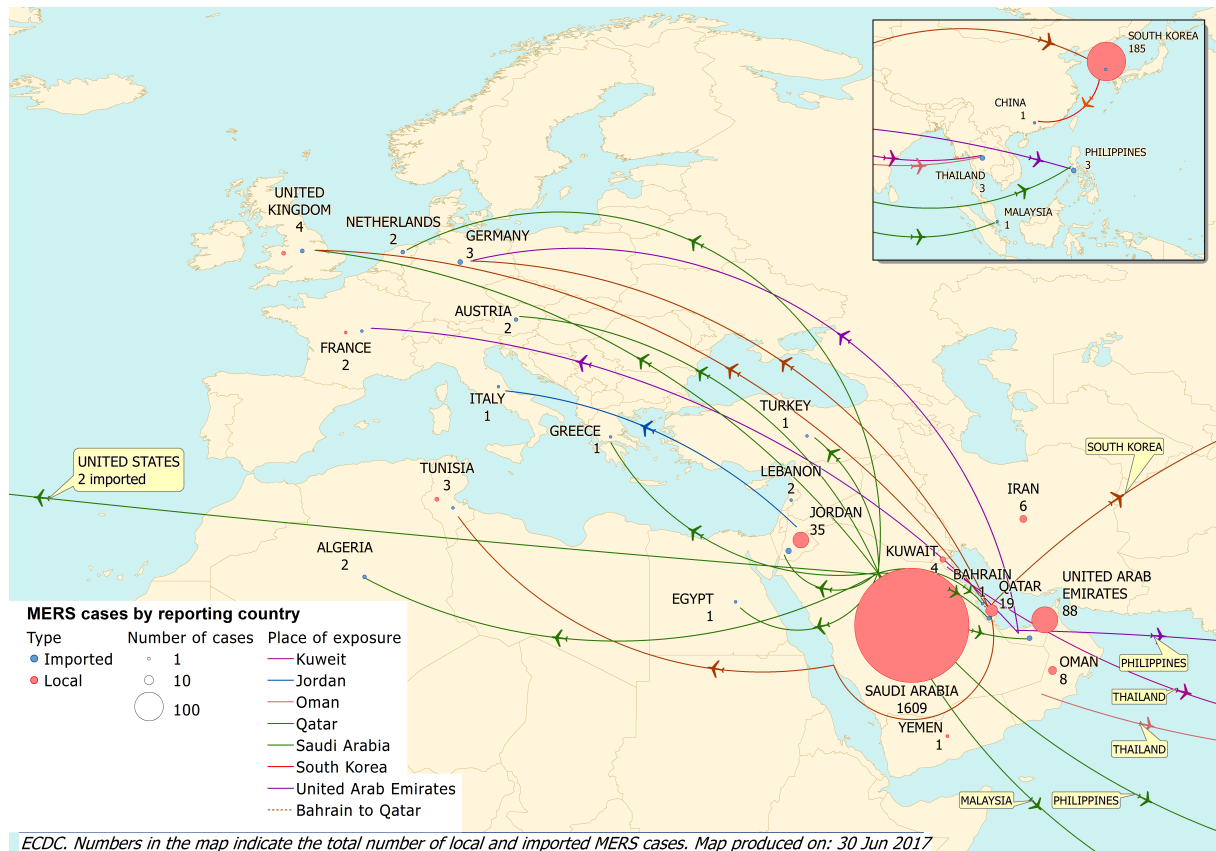 SOUTH KOREA
185
CHINA
1
PHILIPPINES
3
THAILAND
3
MALAYSIA
1
UNITED
KINGDOM
4
NETHERLANDS
2
GERMANY
3
AUSTRIA
2
FRANCE
2
ITALY
1
GREECE
1
TURKEY
1
SOUTH KOREA
UNITED STATES
2 imported
TUNISIA
3
LEBANON
2
JORDAN
35
IRAN
6
ALGERIA
2
KUWAIT
4
BAHRAIN
1
QATAR
19
UNITED ARAB
EMIRATES
88
EGYPT
1
PHILIPPINES
OMAN
8
THAILAND
SAUDI ARABIA
1609
YEMEN
1
THAILAND
MALAYSIA
PHILIPPINES
MERS cases by reporting country
Type
Imported
Local
Number of cases
1
10
100
Place of exposure
Kuweit
Jordan
Oman
Qatar
Saudi Arabia
South Korea
United Arab Emirates
Bahrain to Qatar
ECDC. Numbers in the map indicate the total number of local and imported MERS cases. Map produced on: 30 Jun 2017